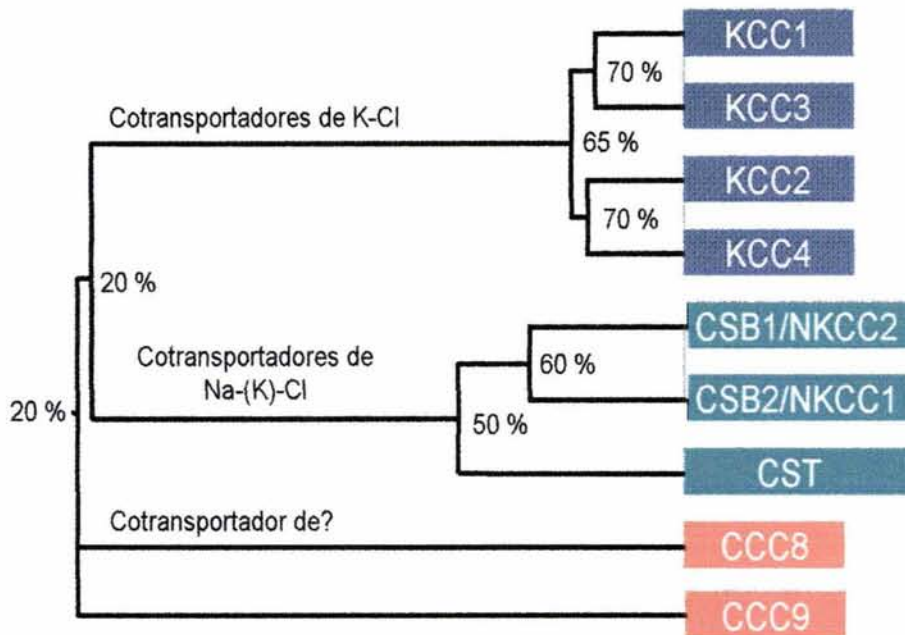 KCC1
70 %
KCC3
Cotransportadores de K-Cl
65 %
KCC2
70 %
KCC4
20 %
CSB1/NKCC2
Cotransportadores de
Na-(K)-Cl
60 %
CSB2/NKCC1
20 %
50 %
CST
Cotransportador de?
CCC8
CCC9